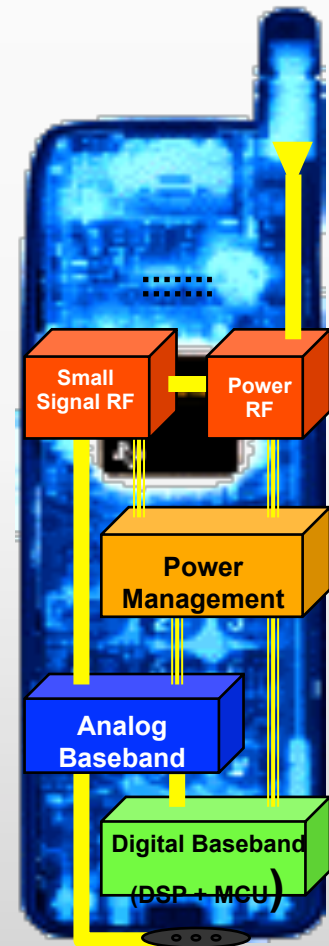 Small
Signal RF
Power
RF
Power
Management
Analog
Baseband
Digital Baseband
(DSP + MCU)